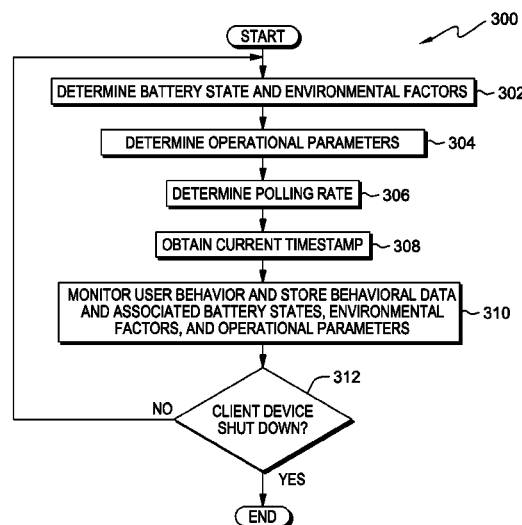 300
START
DETERMINE BATTERY STATE AND ENVIRONMENTAL FACTORS
302
DETERMINE OPERATIONAL PARAMETERS
304
DETERMINE POLLING RATE
306
OBTAIN CURRENT TIMESTAMP
308
MONITOR USER BEHAVIOR AND STORE BEHAVIORAL DATA
AND ASSOCIATED BATTERY STATES, ENVIRONMENTAL
FACTORS, AND OPERATIONAL PARAMETERS
310
312
CLIENT DEVICE
SHUT DOWN?
NO
YES
END